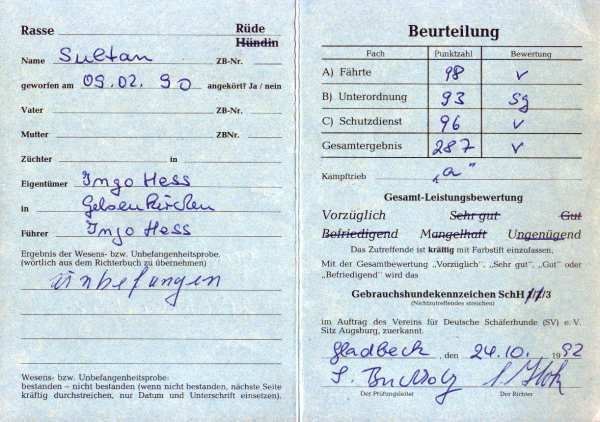 Rasse Rüde
Hündin
Name Sultan ZB-Nr.
geworfen am 09.02.90 angekört? Ja / nein
Vater ZB-Nr.
Mutter ZBNr.
Züchter in
Eigentümer Ingo Hess
in Gelsenkirchen
Führer Ingo Hess
Ergebnis der Wesens- bzw. Unbefangenheitsprobe.
(wörtlich aus dem Richterbuch zu übernehmen)
unbefangen
Wesens- bzw. Unbefangenheitsprobe:
bestanden – nicht bestanden (wenn nicht bestanden, nächste Seite
kräftig durchstreichen, nur Datum und Unterschrift einsetzen).
Beurteilung
Fach Punktzahl Bewertung
A) Fährte 98 v
B) Unterordnung 93 sg
C) Schutzdienst 96 v
Gesamtergebnis 287 v
Kampftrieb „a"
Gesamt-Leistungsbewertung
Vorzüglich Sehr gut Gut
Befriedigend Mangelhaft Ungenügend
Das Zutreffende ist kräftig mit Farbstift einzufassen.
Mit der Gesamtbewertung „Vorzüglich", „Sehr gut", „Gut" oder
„Befriedigend" wird das
Gebrauchshundekennzeichen SchH 1/2/3
(Nichtzutreffendes streichen)
im Auftrag des Vereins für Deutsche Schäferhunde (SV) e. V.
Sitz Augsburg, zuerkannt.
Gladbeck, den 24.10. 1992
Der Prüfungsleiter Der Richter